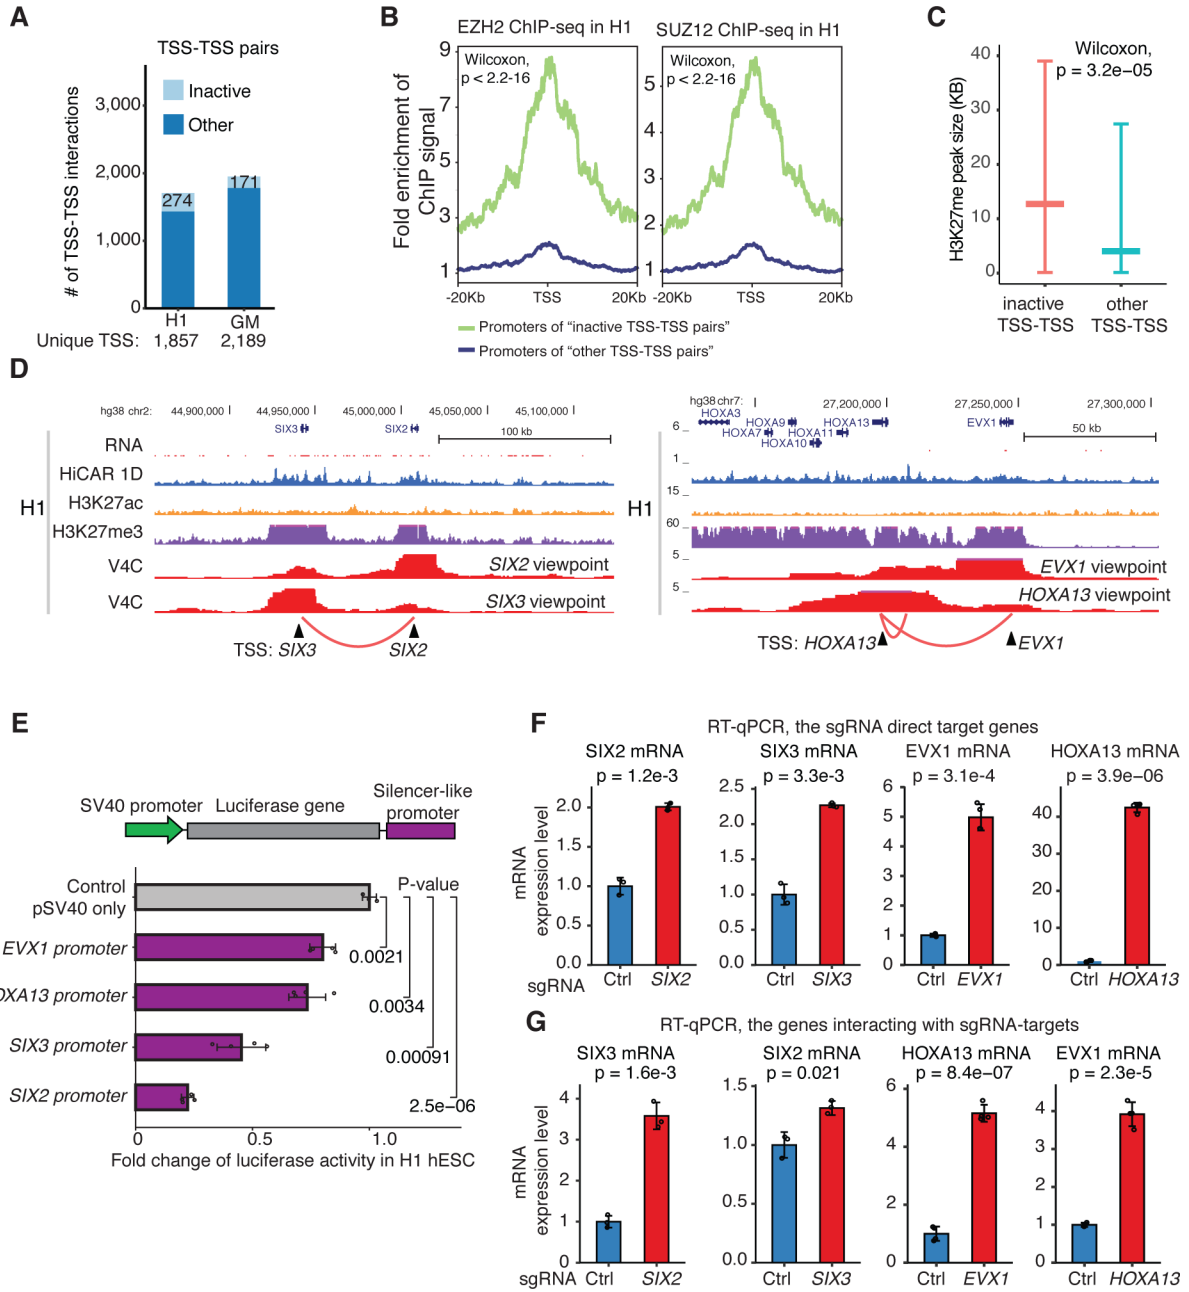 A
TSS-TSS pairs
# of TSS-TSS interactions
3,000
2,000
1,000
0
Inactive
Other
274
171
H1
GM
Unique TSS: 1,857 2,189
B
EZH2 ChIP-seq in H1
SUZ12 ChIP-seq in H1
Fold enrichment of
ChIP signal
9
7
5
3
1
Wilcoxon,
p < 2.2-16
-20Kb TSS 20Kb
5
4
3
2
1
Wilcoxon,
p < 2.2-16
-20Kb TSS 20Kb
Promoters of “inactive TSS-TSS pairs”
Promoters of “other TSS-TSS pairs”
C
H3K27me peak size (KB)
40
30
20
10
0
Wilcoxon,
p = 3.2e−05
inactive
TSS-TSS
other
TSS-TSS
D
hg38 chr2: 44,900,000 44,950,000 45,000,000 45,050,000 45,100,000
SIX3 SIX2
100 kb
H1
RNA
HiCAR 1D
H3K27ac
H3K27me3
V4C
SIX2 viewpoint
V4C
SIX3 viewpoint
TSS: SIX3 SIX2
hg38 chr7: 27,200,000 27,250,000 27,300,000
HOXA3 HOXA9 HOXA13 EVX1
HOXA7 HOXA11
HOXA10
50 kb
H1
6
1
15
60
5
5
EVX1 viewpoint
HOXA13 viewpoint
TSS: HOXA13 EVX1
E
SV40 promoter
Luciferase gene
Silencer-like
promoter
Control
pSV40 only
EVX1 promoter
OXA13 promoter
SIX3 promoter
SIX2 promoter
P-value
0.0021
0.0034
0.00091
2.5e−06
0 0.5 1.0
Fold change of luciferase activity in H1 hESC
F
RT-qPCR, the sgRNA direct target genes
mRNA
expression level
SIX2 mRNA
p = 1.2e-3
2.0
1.5
1.0
0.5
0.0
sgRNA Ctrl SIX2
SIX3 mRNA
p = 3.3e-3
2.5
2.0
1.5
1.0
0.5
0.0
Ctrl SIX3
EVX1 mRNA
p = 3.1e-4
6
5
4
3
2
1
0
Ctrl EVX1
HOXA13 mRNA
p = 3.9e−06
40
30
20
10
0
Ctrl HOXA13
G
RT-qPCR, the genes interacting with sgRNA-targets
mRNA
expression level
SIX3 mRNA
p = 1.6e-3
4
3
2
1
0
sgRNA Ctrl SIX2
SIX2 mRNA
p = 0.021
1.5
1.0
0.5
0.0
Ctrl SIX3
HOXA13 mRNA
p = 8.4e−07
6
4
2
0
Ctrl EVX1
EVX1 mRNA
p = 2.3e-5
4
3
2
1
0
Ctrl HOXA13